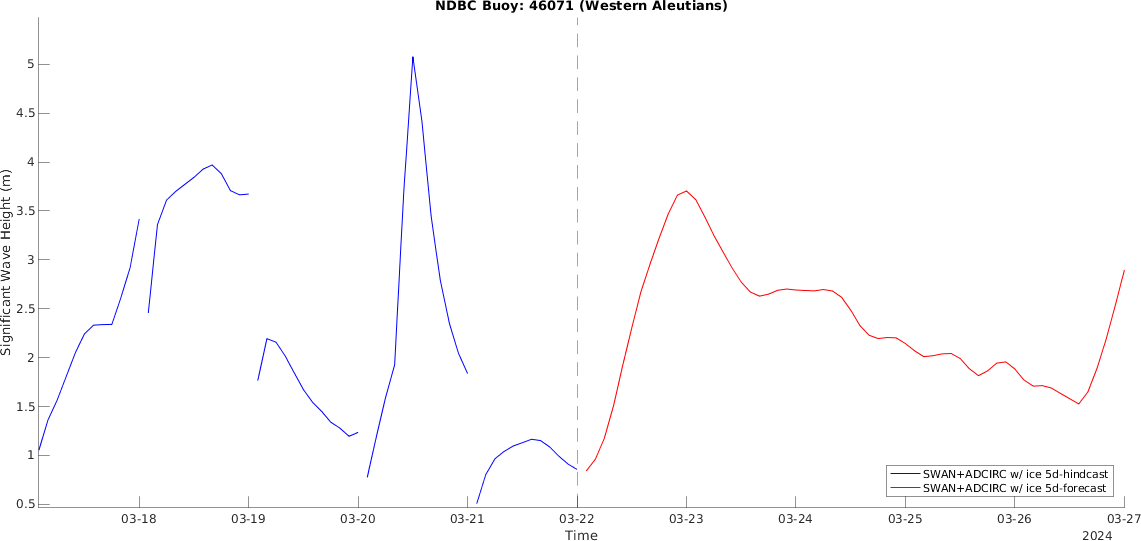 NDBC Buoy: 46071 (Western Aleutians)
Significant Wave Height (m)
5
4.5
4
3.5
3
2.5
2
1.5
1
0.5
SWAN+ADCIRC w/ ice 5d-hindcast
SWAN+ADCIRC w/ ice 5d-forecast
03-18 03-19 03-20 03-21 03-22 03-23 03-24 03-25 03-26 03-27
Time
2024